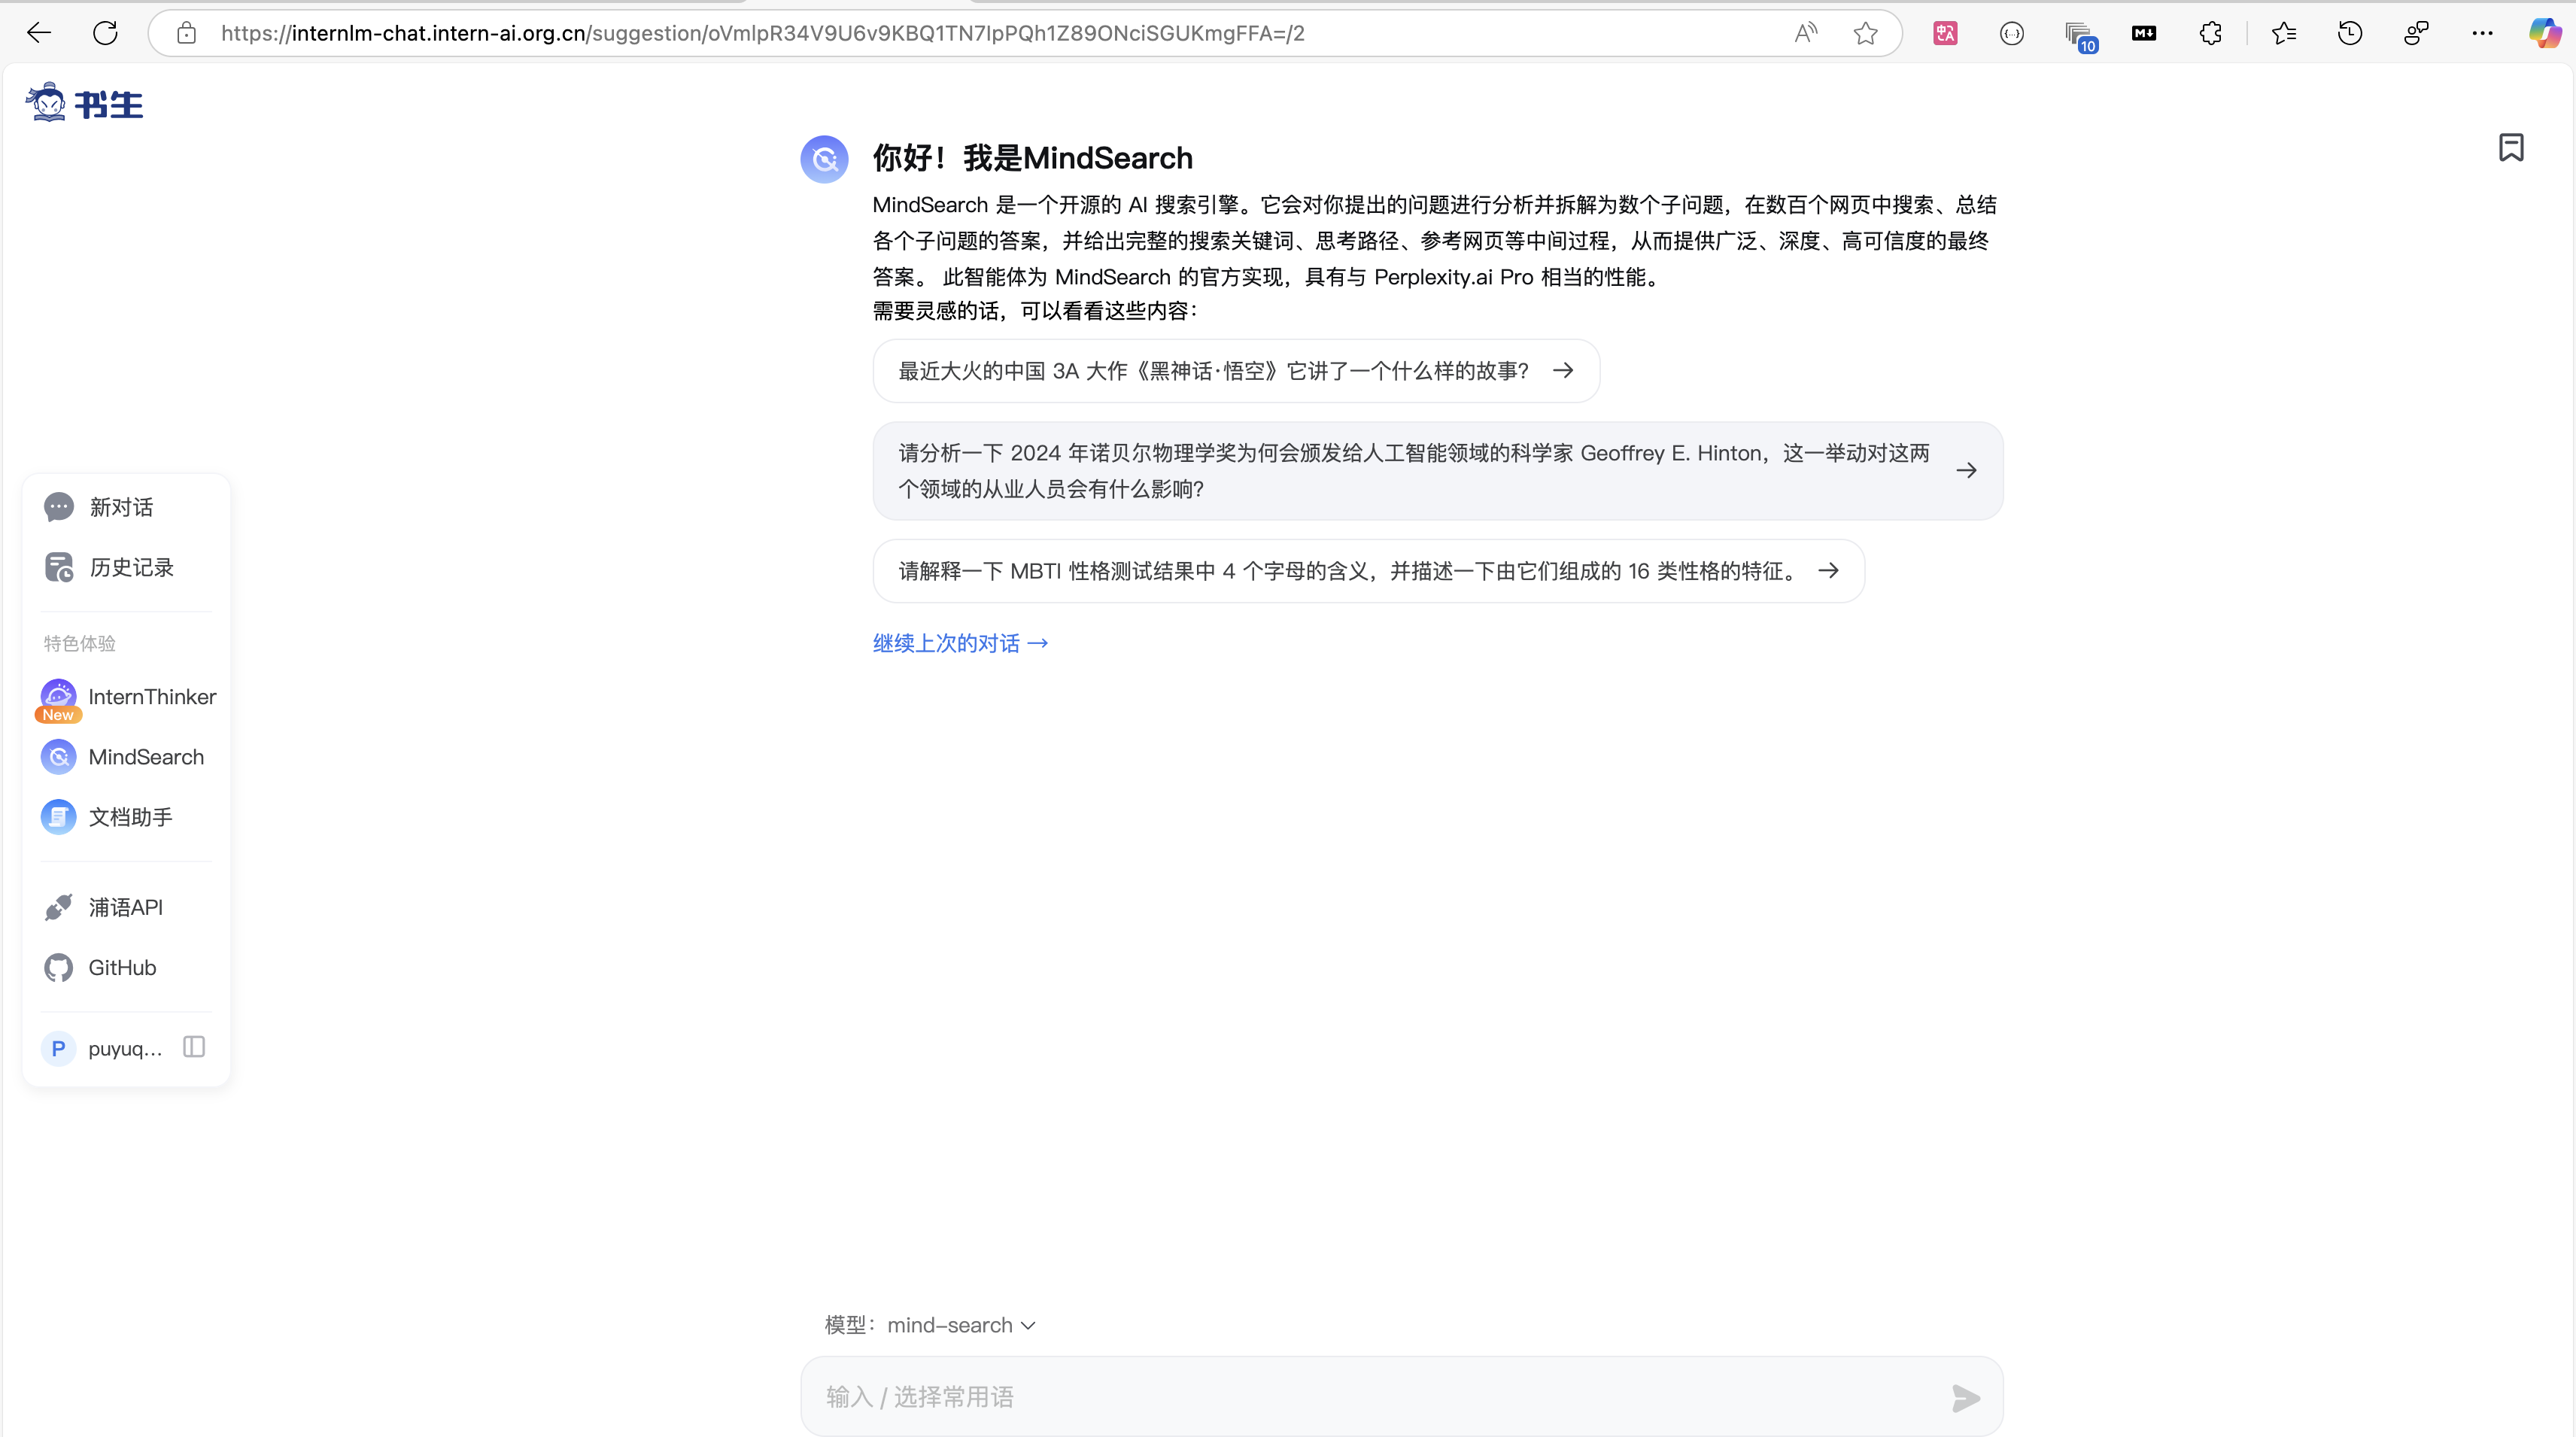 https://internlm-chat.intern-ai.org.cn/suggestion/oVmlpR34V9U6v9KBQ1TN7IpPQh1Z89ONciSGUKmgFFA=/2
10
M↓
书生
你好！我是MindSearch
MindSearch 是一个开源的 AI 搜索引擎。它会对你提出的问题进行分析并拆解为数个子问题，在数百个网页中搜索、总结
各个子问题的答案，并给出完整的搜索关键词、思考路径、参考网页等中间过程，从而提供广泛、深度、高可信度的最终
答案。 此智能体为 MindSearch 的官方实现，具有与 Perplexity.ai Pro 相当的性能。
需要灵感的话，可以看看这些内容：
最近大火的中国 3A 大作《黑神话·悟空》它讲了一个什么样的故事？
请分析一下 2024 年诺贝尔物理学奖为何会颁发给人工智能领域的科学家 Geoffrey E. Hinton，这一举动对这两
个领域的从业人员会有什么影响？
请解释一下 MBTI 性格测试结果中 4 个字母的含义，并描述一下由它们组成的 16 类性格的特征。
继续上次的对话
新对话
历史记录
特色体验
InternThinker
New
MindSearch
文档助手
浦语API
GitHub
P puyuq...
模型：mind-search
输入 / 选择常用语